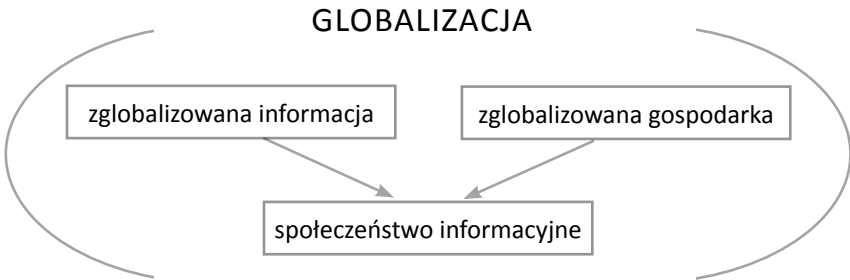 GLOBALIZACJA
zglobalizowana informacja
zglobalizowana gospodarka
społeczeństwo informacyjne